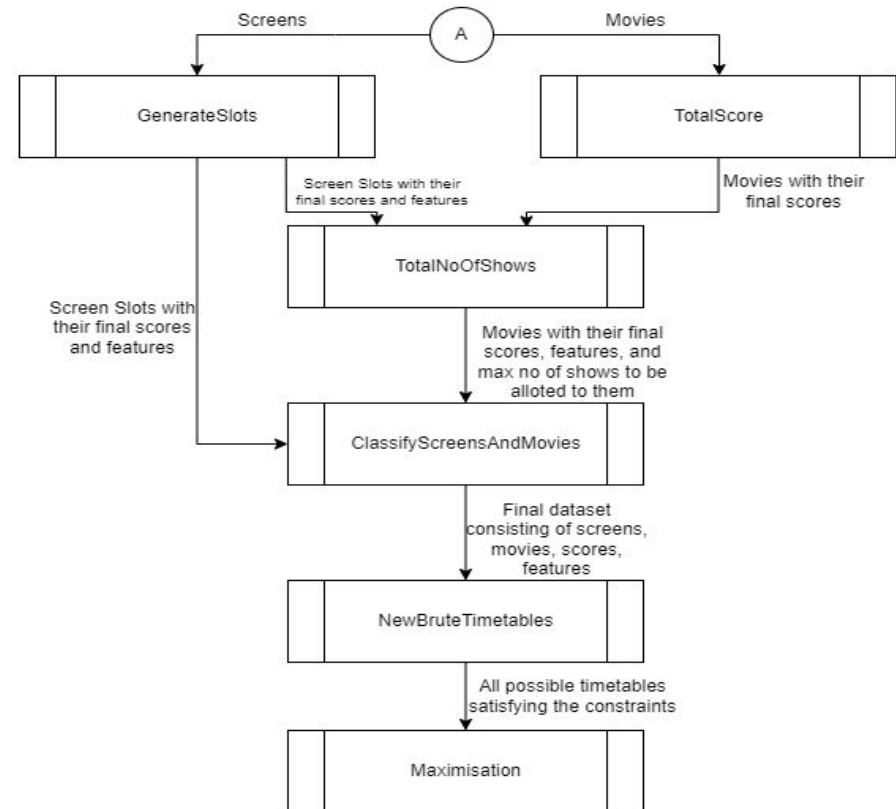 Screens
A
Movies
GenerateSlots
TotalScore
Screen Slots with their
final scores and features
Movies with their
final scores
TotalNoOfShows
Screen Slots with
their final scores
and features
Movies with their final
scores, features, and
max no of shows to be
alloted to them
ClassifyScreensAndMovies
Final dataset
consisting of screens,
movies, scores,
features
NewBruteTimetables
All possible timetables
satisfying the constraints
Maximisation